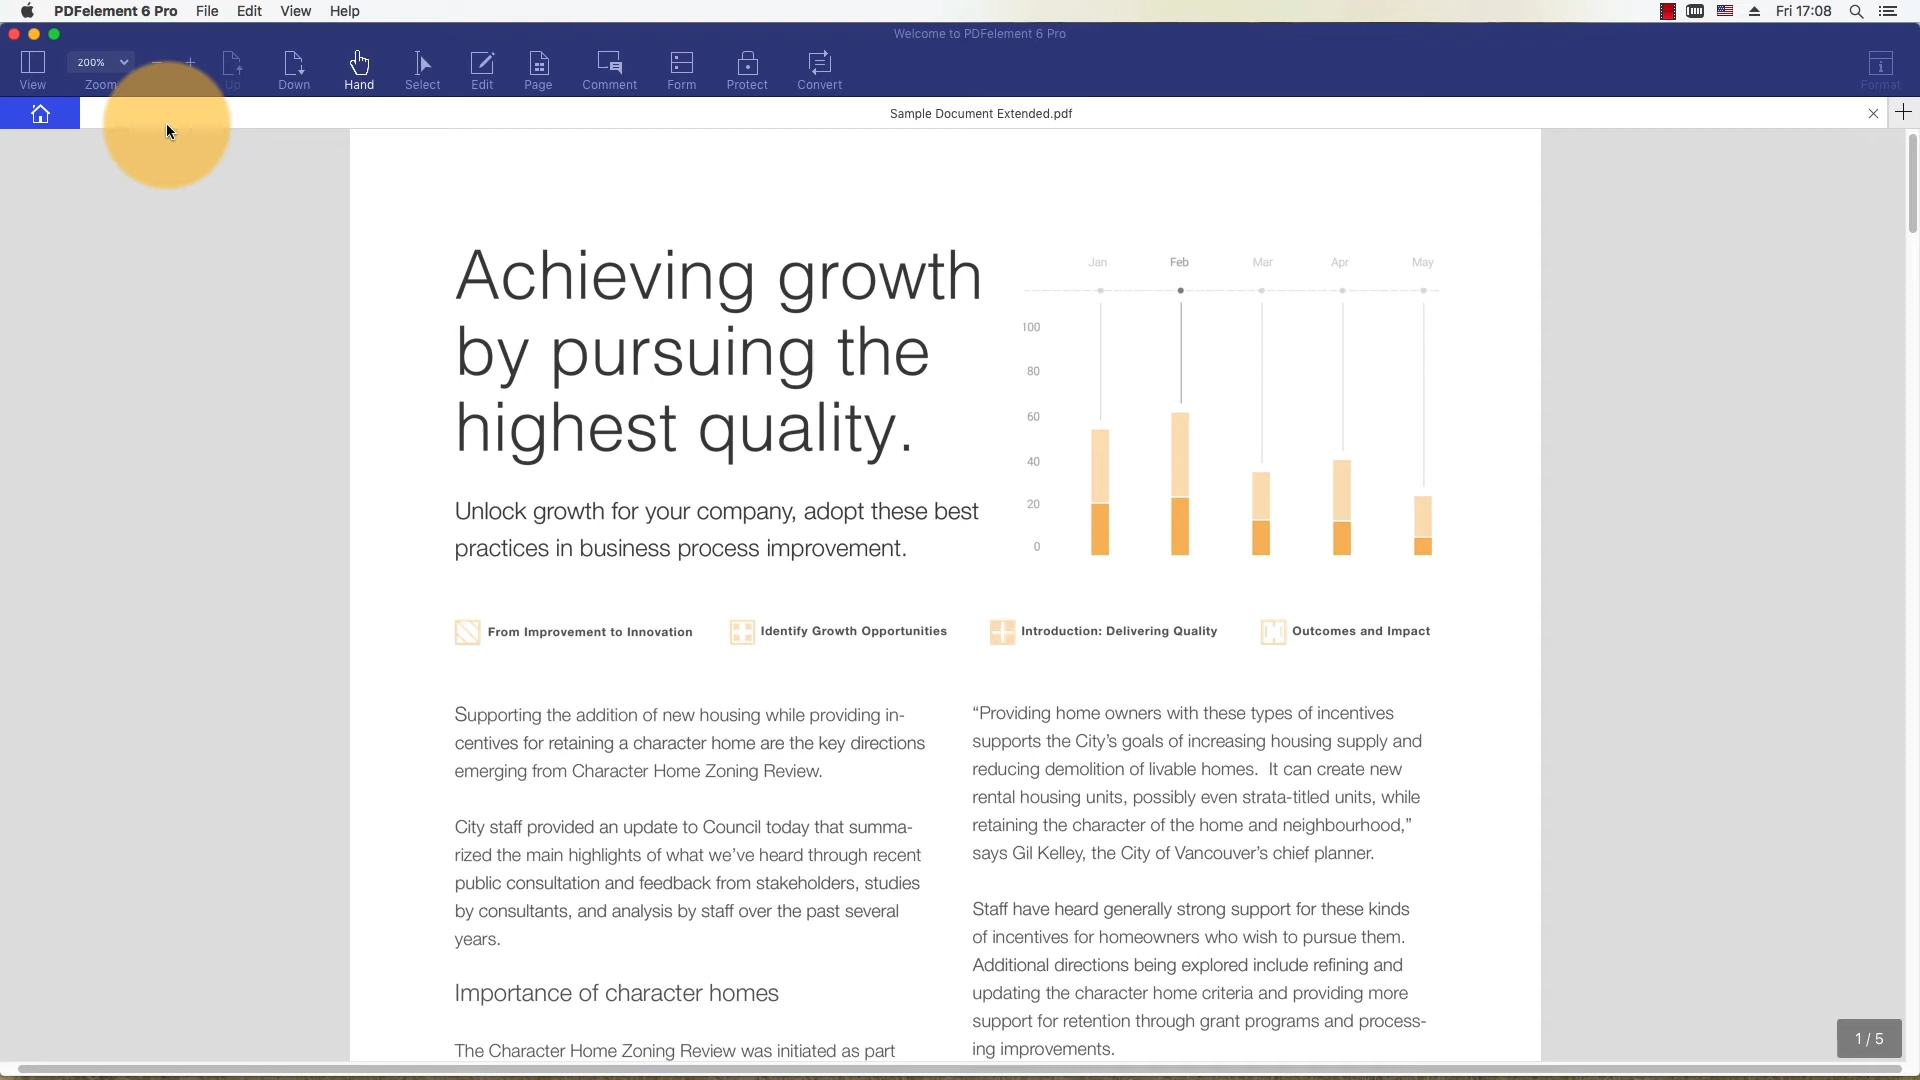 PDFelement 6 Pro File Edit View Help
Fri 17:08
Welcome to PDFelement 6 Pro
200%
View Zoom Up Down Hand Select Edit Page Comment Form Protect Convert Format
Sample Document Extended.pdf
Achieving growth
by pursuing the
highest quality.
Unlock growth for your company, adopt these best
practices in business process improvement.
Jan Feb Mar Apr May
100
80
60
40
20
0
From Improvement to Innovation
Identify Growth Opportunities
Introduction: Delivering Quality
Outcomes and Impact
Supporting the addition of new housing while providing in-
centives for retaining a character home are the key directions
emerging from Character Home Zoning Review.
City staff provided an update to Council today that summa-
rized the main highlights of what we've heard through recent
public consultation and feedback from stakeholders, studies
by consultants, and analysis by staff over the past several
years.
Importance of character homes
The Character Home Zoning Review was initiated as part
“Providing home owners with these types of incentives
supports the City's goals of increasing housing supply and
reducing demolition of livable homes.  It can create new
rental housing units, possibly even strata-titled units, while
retaining the character of the home and neighbourhood,”
says Gil Kelley, the City of Vancouver's chief planner.
Staff have heard generally strong support for these kinds
of incentives for homeowners who wish to pursue them.
Additional directions being explored include refining and
updating the character home criteria and providing more
support for retention through grant programs and process-
ing improvements.
1 / 5